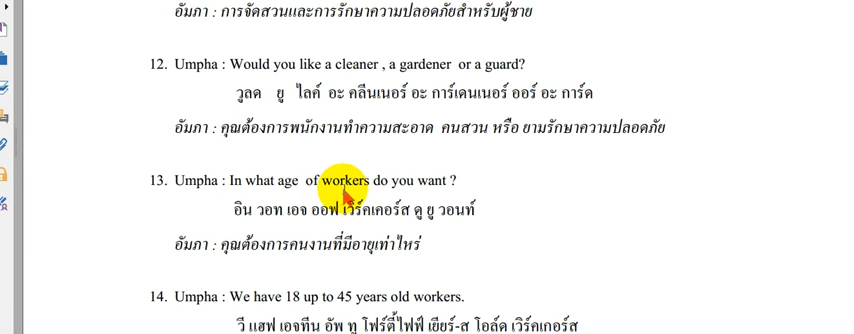 อัมภา : การจัดสวนและการรักษาความปลอดภัยสำหรับผู้ชาย
12. Umpha : Would you like a cleaner , a gardener or a guard?
วูลด ยู ไลค์ อะ คลีนเนอร์ อะ การ์เดนเนอร์ ออร์ อะ การ์ด
อัมภา : คุณต้องการพนักงานทำความสะอาด คนสวน หรือ ยามรักษาความปลอดภัย
13. Umpha : In what age of workers do you want ?
อิน วอท เอจ ออฟ เวิร์คเคอร์ส ดู ยู วอนท์
อัมภา : คุณต้องการคนงานที่มีอายุเท่าไหร่
14. Umpha : We have 18 up to 45 years old workers.
วี แฮฟ เอจทีน อัพ ทู โฟร์ตี้ไฟฟ์ เยียร์-ส โอล์ด เวิร์คเกอร์ส